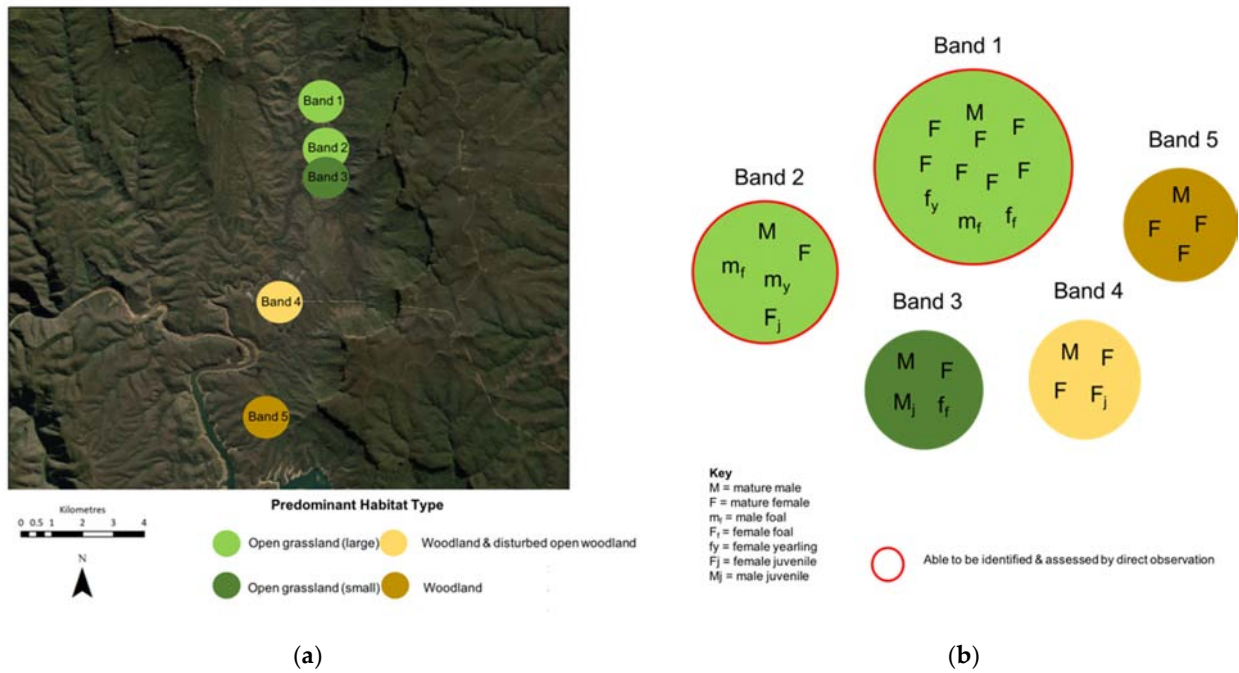 Band 1
Band 2
Band 3
Band 4
Band 5
Kilometres
0 0.5 1 2 3 4
N
Predominant Habitat Type
Open grassland (large)
Woodland & disturbed open woodland
Open grassland (small)
Woodland
(a)
Band 1
M
F F F
F F F F
fy mf ff
Band 2
M
F
mf my
Fj
Band 3
M F
Mj ff
Band 4
M F
F Fj
Band 5
M
F F
F
Key
M = mature male
F = mature female
mf = male foal
Ff = female foal
fy = female yearling
Fj = female juvenile
Mj = male juvenile
Able to be identified & assessed by direct observation
(b)